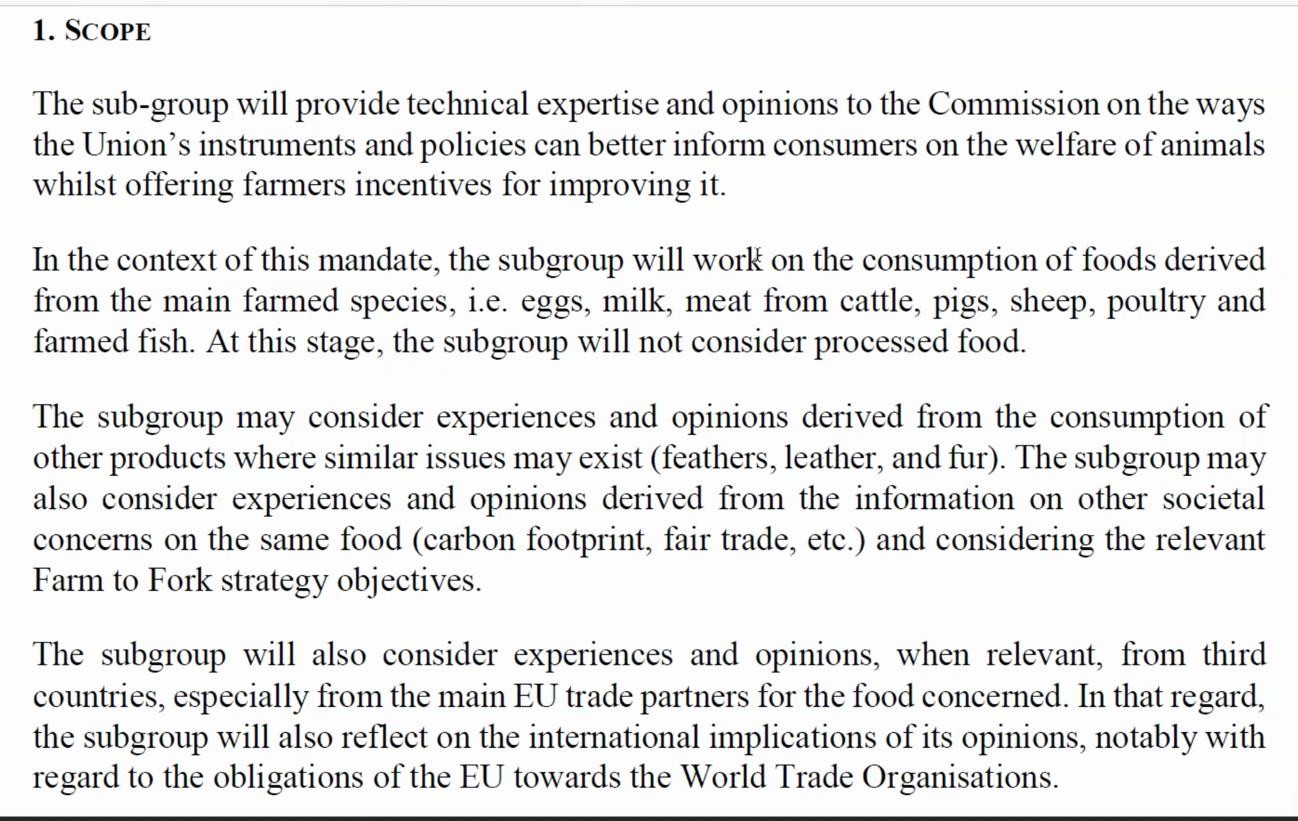 1. SCOPE
The sub-group will provide technical expertise and opinions to the Commission on the ways
the Union’s instruments and policies can better inform consumers on the welfare of animals
whilst offering farmers incentives for improving it.
In the context of this mandate, the subgroup will work on the consumption of foods derived
from the main farmed species, i.e. eggs, milk, meat from cattle, pigs, sheep, poultry and
farmed fish. At this stage, the subgroup will not consider processed food.
The subgroup may consider experiences and opinions derived from the consumption of
other products where similar issues may exist (feathers, leather, and fur). The subgroup may
also consider experiences and opinions derived from the information on other societal
concerns on the same food (carbon footprint, fair trade, etc.) and considering the relevant
Farm to Fork strategy objectives.
The subgroup will also consider experiences and opinions, when relevant, from third
countries, especially from the main EU trade partners for the food concerned. In that regard,
the subgroup will also reflect on the international implications of its opinions, notably with
regard to the obligations of the EU towards the World Trade Organisations.